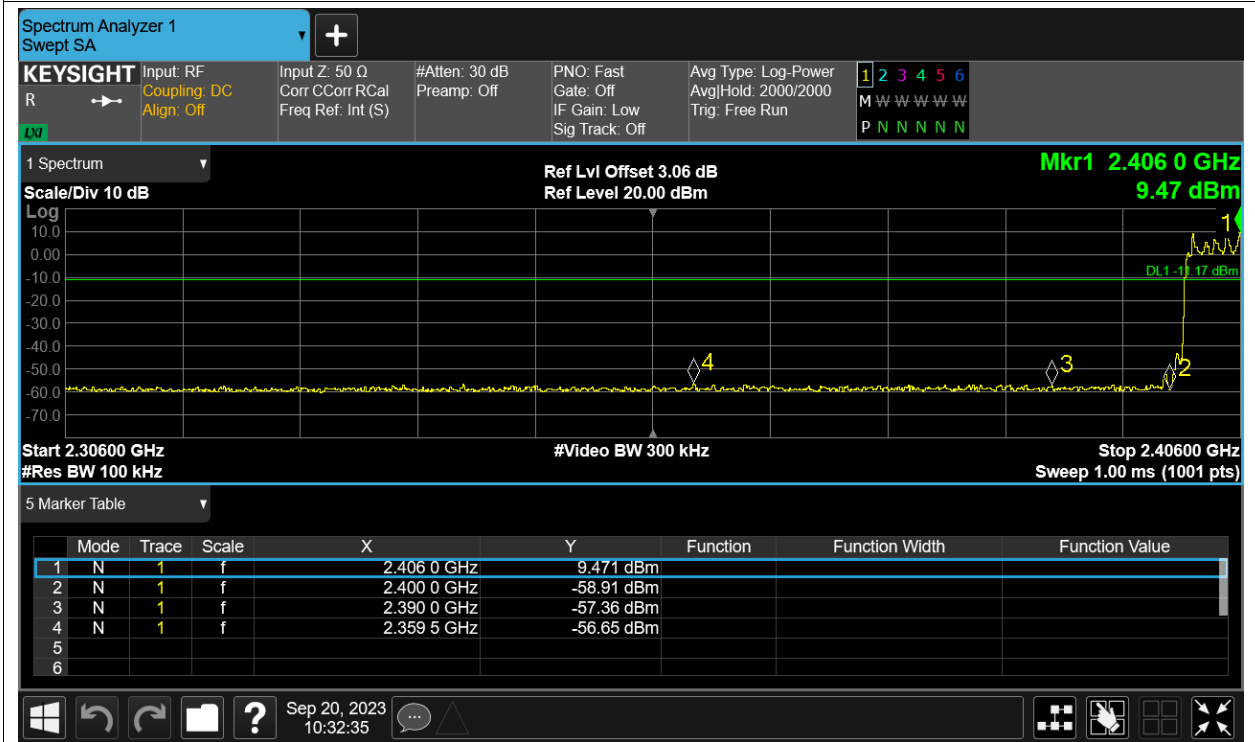 Spectrum Analyzer 1
Swept SA
+
KEYSIGHT
R
LXI
Input: RF
Coupling: DC
Align: Off
Input Z: 50 Ω
Corr CCorr RCal
Freq Ref: Int (S)
#Atten: 30 dB
Preamp: Off
PNO: Fast
Gate: Off
IF Gain: Low
Sig Track: Off
Avg Type: Log-Power
Avg|Hold: 2000/2000
Trig: Free Run
1 2 3 4 5 6
M W W W W W
P N N N N N
1 Spectrum
Scale/Div 10 dB
Ref Lvl Offset 3.06 dB
Ref Level 20.00 dBm
Mkr1 2.406 0 GHz
9.47 dBm
Log
10.0
0.00
-10.0
-20.0
-30.0
-40.0
-50.0
-60.0
-70.0
1
DL1 -11.17 dBm
4
3
2
Start 2.30600 GHz
#Res BW 100 kHz
#Video BW 300 kHz
Stop 2.40600 GHz
Sweep 1.00 ms (1001 pts)
5 Marker Table
Mode Trace Scale X Y Function Function Width Function Value
1 N 1 f 2.406 0 GHz 9.471 dBm
2 N 1 f 2.400 0 GHz -58.91 dBm
3 N 1 f 2.390 0 GHz -57.36 dBm
4 N 1 f 2.359 5 GHz -56.65 dBm
5
6
?
Sep 20, 2023
10:32:35